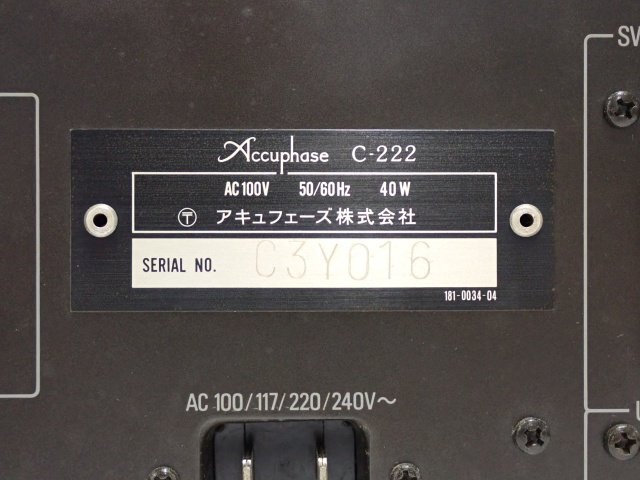 SW
Accuphase C-222
AC100V 50/60Hz 40W
〒 アキュフェーズ株式会社
SERIAL NO. C3Y016
181-0034-04
AC 100/117/220/240V～